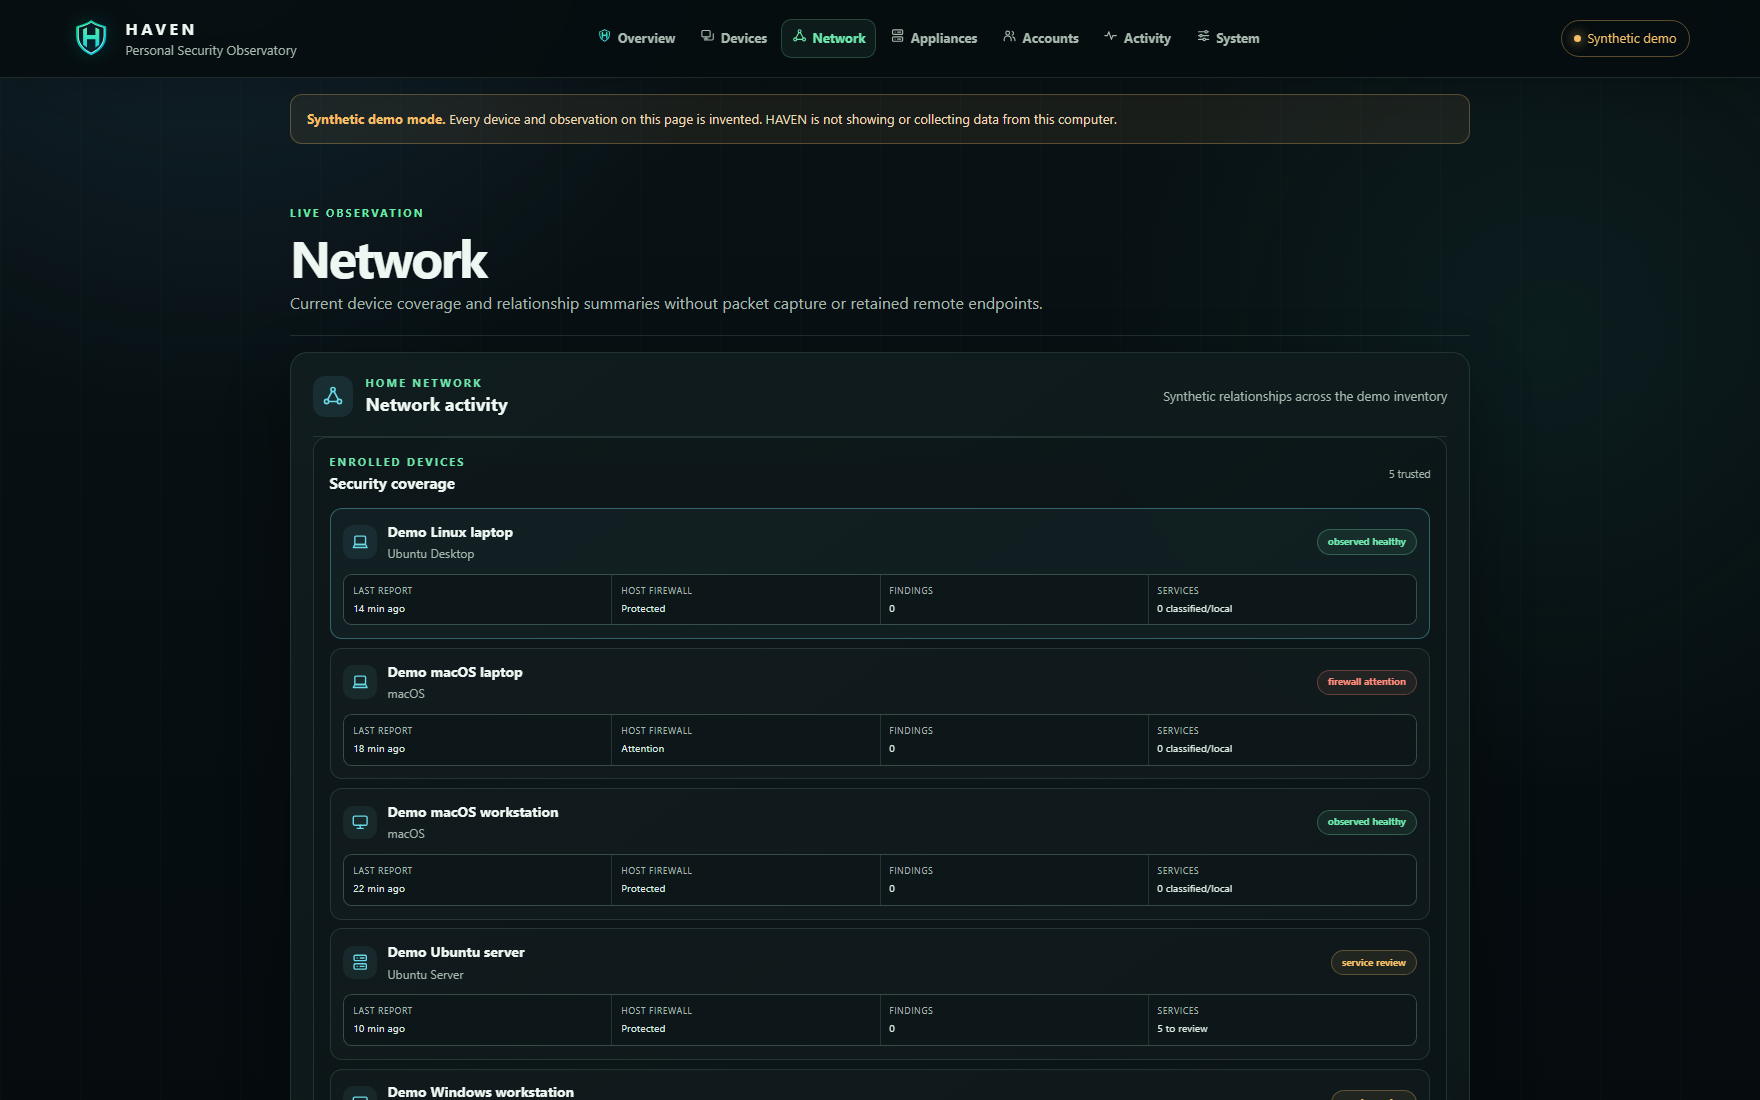 HAVEN
Personal Security Observatory
Overview
Devices
Network
Appliances
Accounts
Activity
System
Synthetic demo
Synthetic demo mode. Every device and observation on this page is invented. HAVEN is not showing or collecting data from this computer.
LIVE OBSERVATION
Network
Current device coverage and relationship summaries without packet capture or retained remote endpoints.
HOME NETWORK
Network activity
Synthetic relationships across the demo inventory
ENROLLED DEVICES
Security coverage
5 trusted
Demo Linux laptop
Ubuntu Desktop
observed healthy
LAST REPORT
14 min ago
HOST FIREWALL
Protected
FINDINGS
0
SERVICES
0 classified/local
Demo macOS laptop
macOS
firewall attention
LAST REPORT
18 min ago
HOST FIREWALL
Attention
FINDINGS
0
SERVICES
0 classified/local
Demo macOS workstation
macOS
observed healthy
LAST REPORT
22 min ago
HOST FIREWALL
Protected
FINDINGS
0
SERVICES
0 classified/local
Demo Ubuntu server
Ubuntu Server
service review
LAST REPORT
10 min ago
HOST FIREWALL
Protected
FINDINGS
0
SERVICES
5 to review
Demo Windows workstation